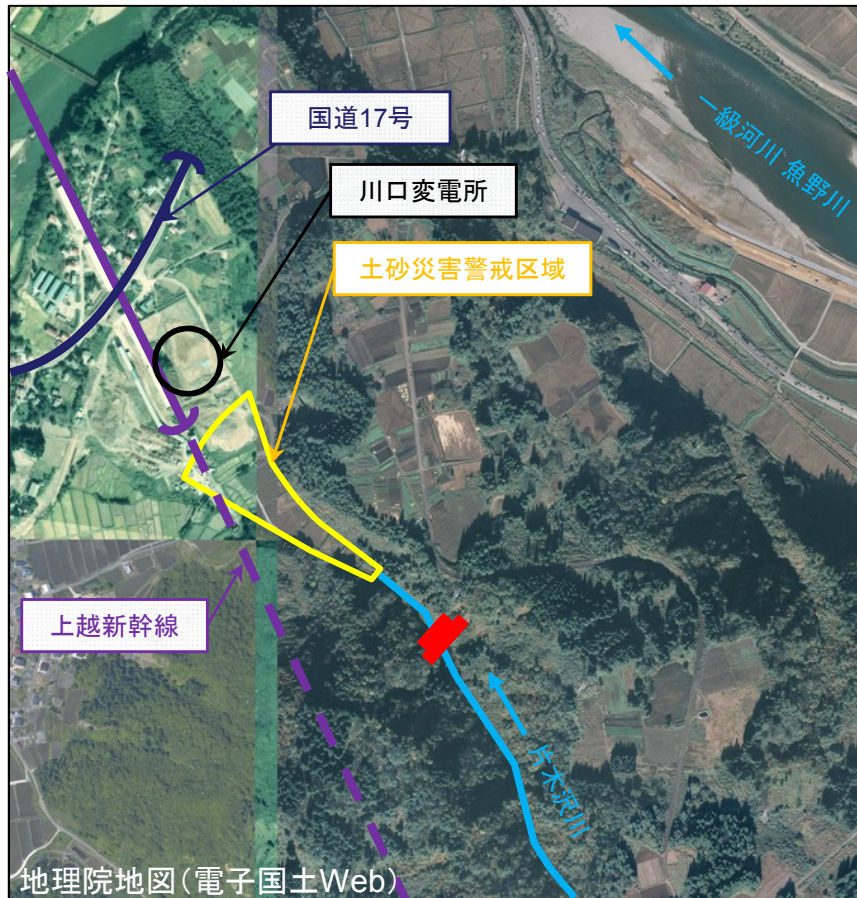 国道17号
川口変電所
土砂災害警戒区域
一級河川 魚野川
上越新幹線
片木沢川
地理院地図(電子国土Web)